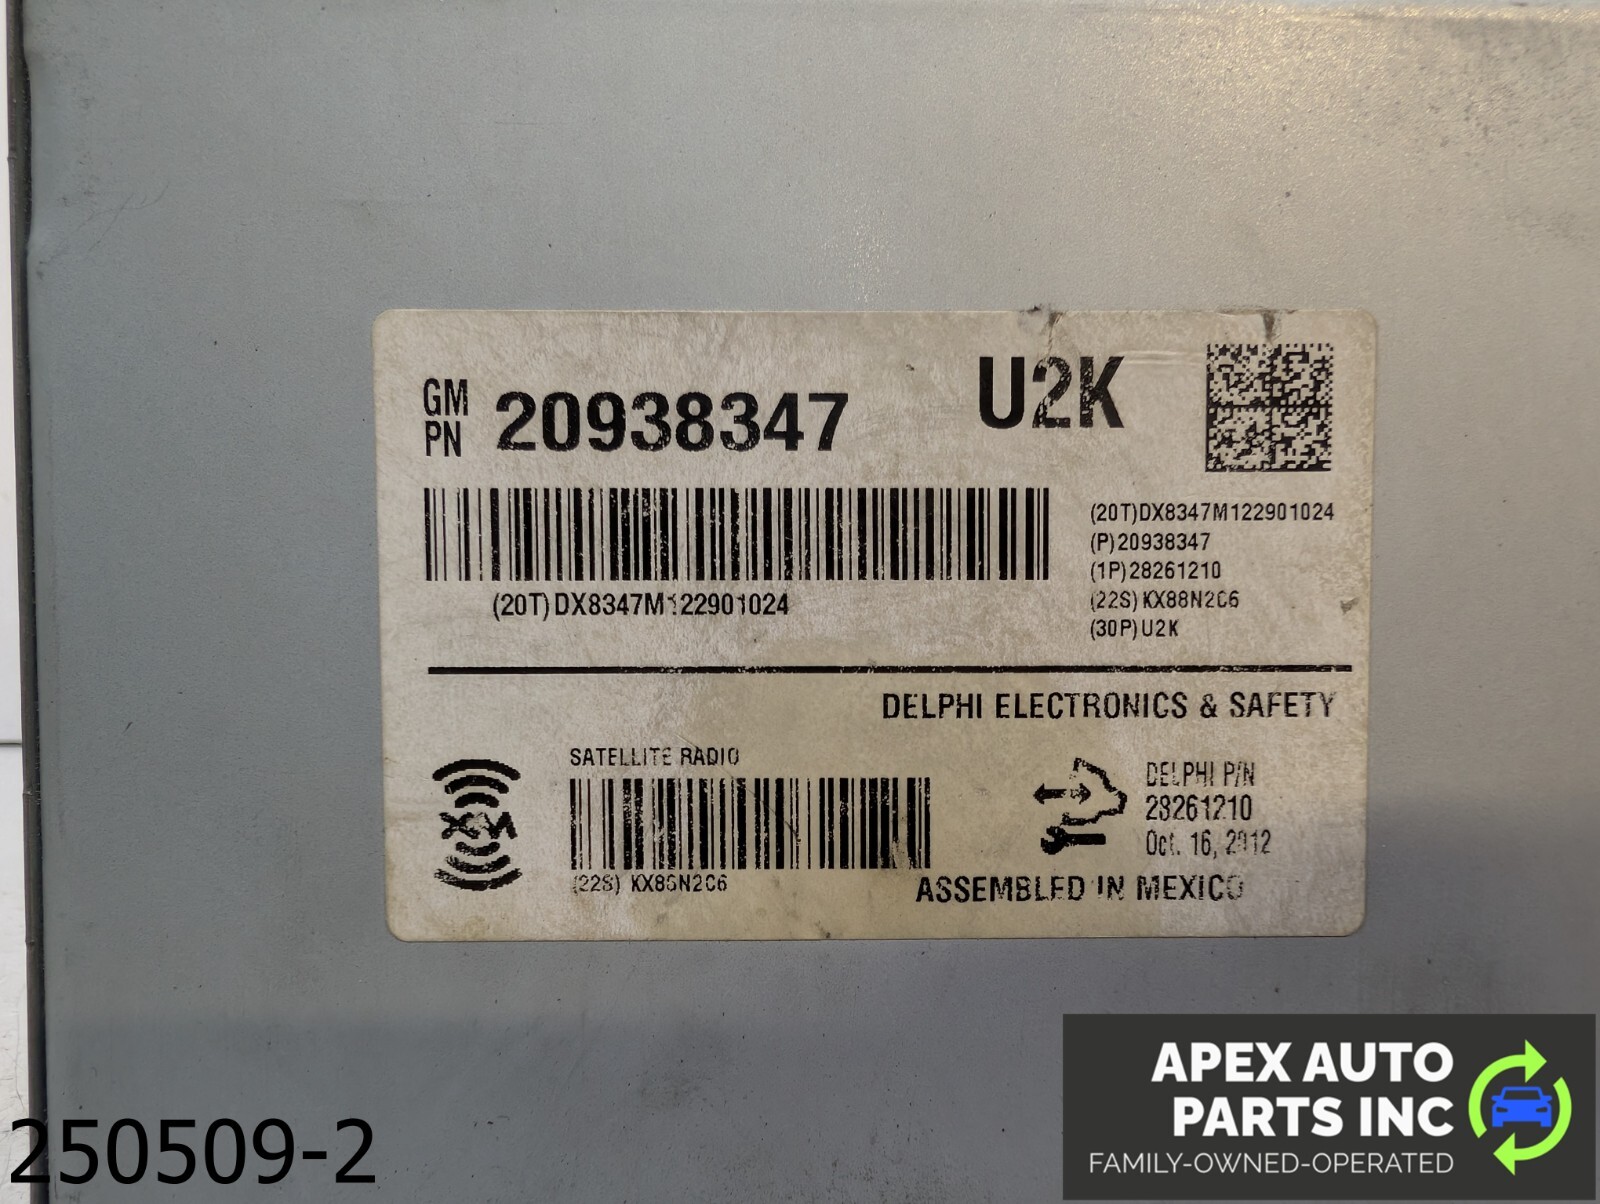 GM PN 20938347
U2K
(20T)DX8347M122901024
(20T)DX8347M122901024
(P)20938347
(1P)28261210
(22S)KX88N2C6
(30P)U2K
DELPHI ELECTRONICS & SAFETY
XM
SATELLITE RADIO
(22S) KX88N2C6
DELPHI P/N
28261210
Oct. 16, 2012
ASSEMBLED IN MEXICO
250509-2
APEX AUTO
PARTS INC
FAMILY-OWNED-OPERATED